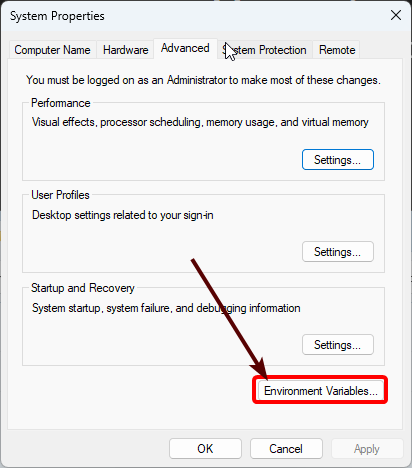 System Properties
Computer Name
Hardware
Advanced
System Protection
Remote
You must be logged on as an Administrator to make most of these changes.
Performance
Visual effects, processor scheduling, memory usage, and virtual memory
Settings...
User Profiles
Desktop settings related to your sign-in
Settings...
Startup and Recovery
System startup, system failure, and debugging information
Settings...
Environment Variables...
OK
Cancel
Apply